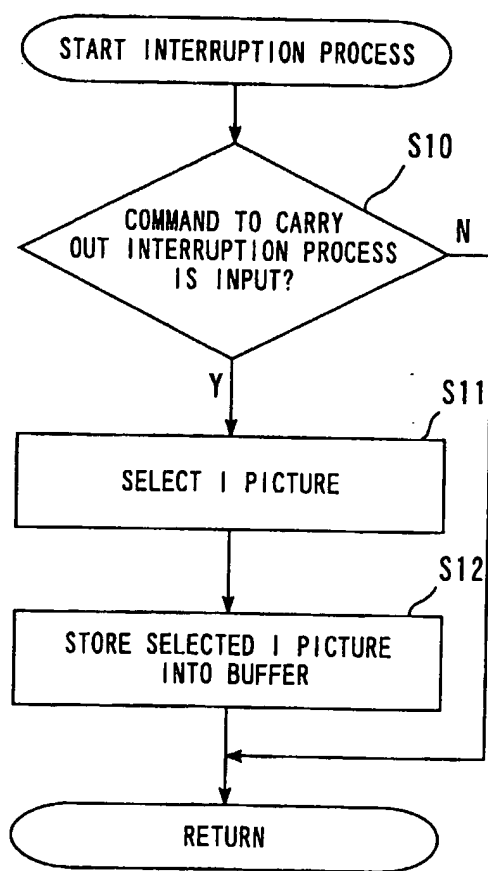 START INTERRUPTION PROCESS
S10
COMMAND TO CARRY
OUT INTERRUPTION PROCESS
IS INPUT?
N
Y
S11
SELECT I PICTURE
S12
STORE SELECTED I PICTURE
INTO BUFFER
RETURN